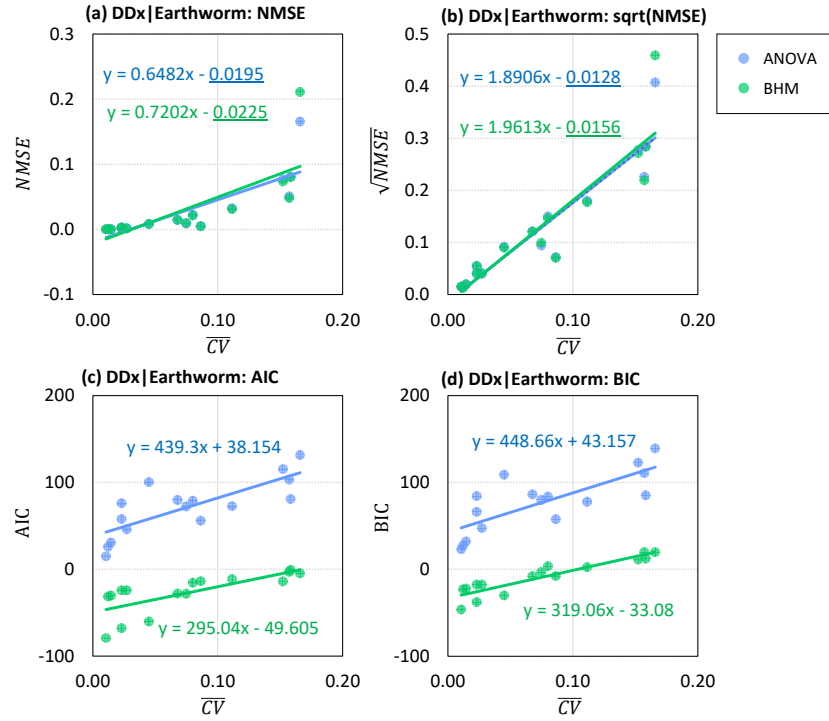 (a) DDx|Earthworm: NMSE
0.3
0.2
0.1
0.0
-0.1
NMSE
y = 0.6482x - 0.0195
y = 0.7202x - 0.0225
0.00 0.10 0.20
CV
(b) DDx|Earthworm: sqrt(NMSE)
0.5
0.4
0.3
0.2
0.1
0.0
√NMSE
y = 1.8906x - 0.0128
y = 1.9613x - 0.0156
0.00 0.10 0.20
CV
ANOVA
BHM
(c) DDx|Earthworm: AIC
200
100
0
-100
AIC
y = 439.3x + 38.154
y = 295.04x - 49.605
0.00 0.10 0.20
CV
(d) DDx|Earthworm: BIC
200
100
0
-100
BIC
y = 448.66x + 43.157
y = 319.06x - 33.08
0.00 0.10 0.20
CV